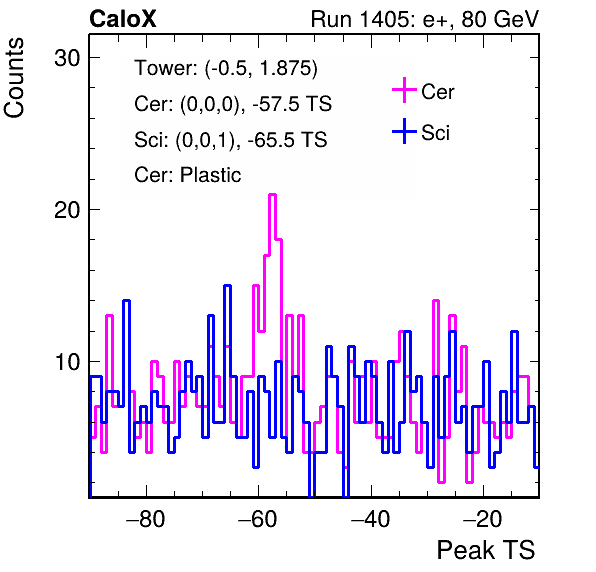 CaloX Run 1405: e+, 80 GeV
Counts
30
20
10
Tower: (-0.5, 1.875)
Cer: (0,0,0), -57.5 TS
Sci: (0,0,1), -65.5 TS
Cer: Plastic
Cer
Sci
−80 −60 −40 −20
Peak TS